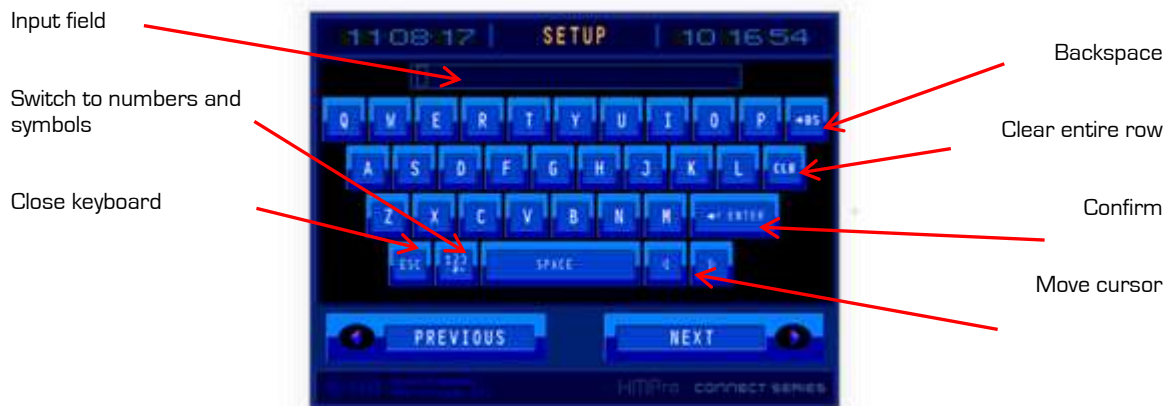 Input field
Switch to numbers and
symbols
Close keyboard
11:08:17 | SETUP | 10:16:54
Q W E R T Y U I O P BS
A S D F G H J K L CLR
Z X C V B N M ENTER
ESC SPACE
PREVIOUS NEXT
HMPro CONNECT SERIES
Backspace
Clear entire row
Confirm
Move cursor